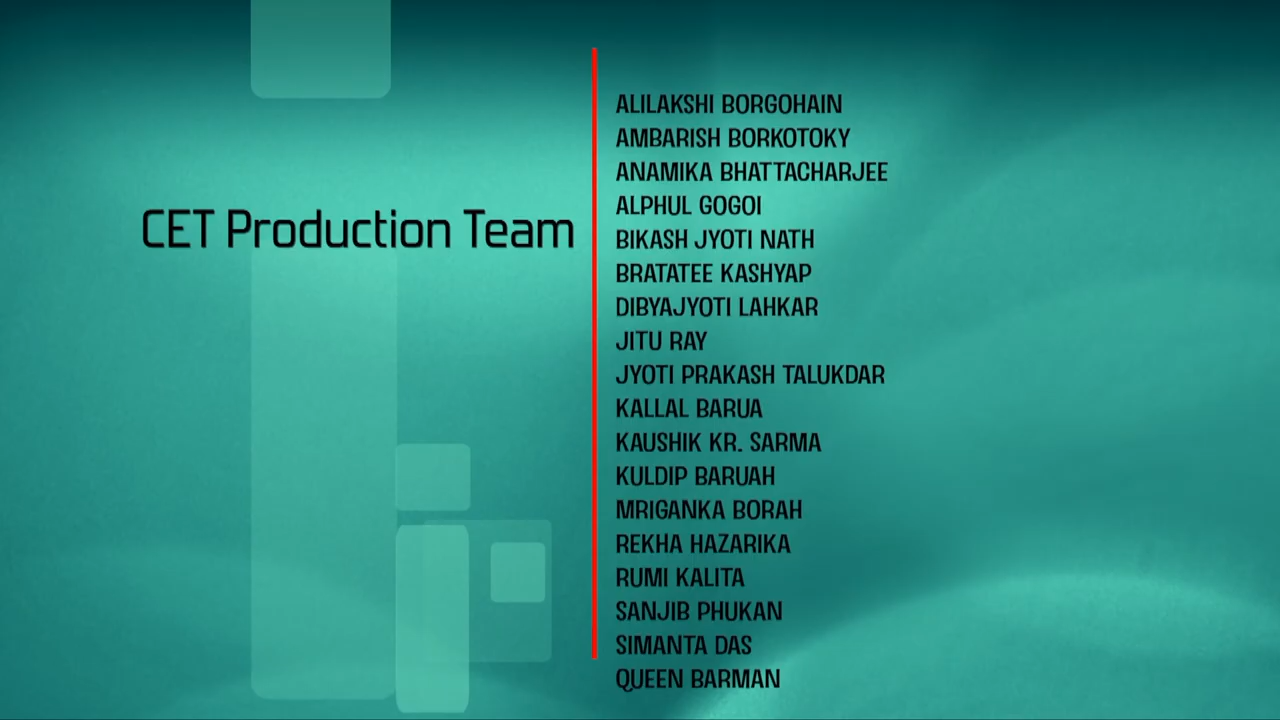 CET Production Team
ALILAKSHI BORGOHAIN
AMBARISH BORKOTOKY
ANAMIKA BHATTACHARJEE
ALPHUL GOGOI
BIKASH JYOTI NATH
BRATATEE KASHYAP
DIBYAJYOTI LAHKAR
JITU RAY
JYOTI PRAKASH TALUKDAR
KALLAL BARUA
KAUSHIK KR. SARMA
KULDIP BARUAH
MRIGANKA BORAH
REKHA HAZARIKA
RUMI KALITA
SANJIB PHUKAN
SIMANTA DAS
QUEEN BARMAN